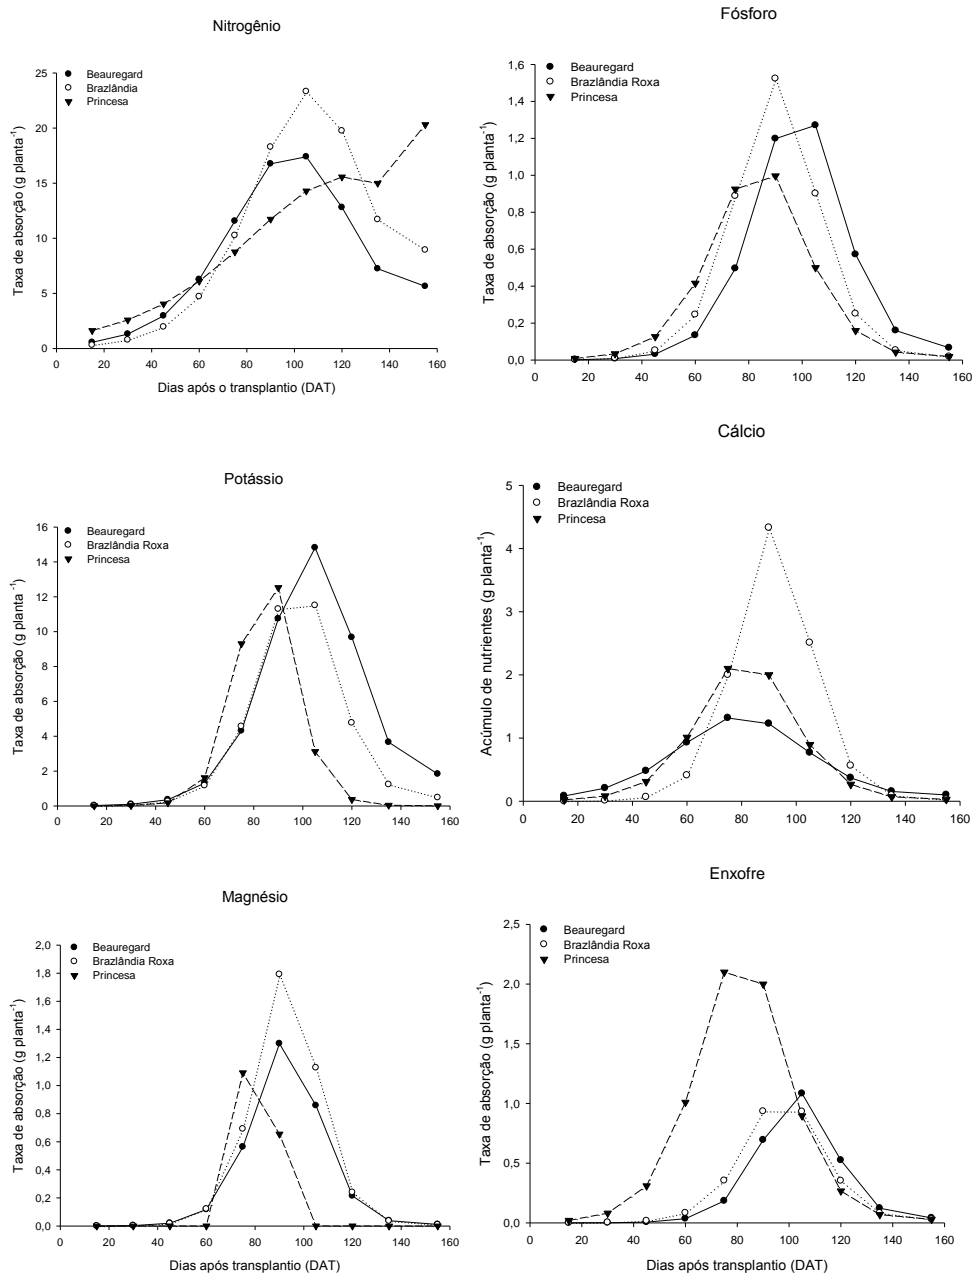 Nitrogênio
Beauregard
Brazlândia
Princesa
Taxa de absorção (g planta⁻¹)
25
20
15
10
5
0
0 20 40 60 80 100 120 140 160
Dias após o transplantio (DAT)
Fósforo
Beauregard
Brazlândia Roxa
Princesa
Taxa de absorção (g planta⁻¹)
1,6
1,4
1,2
1,0
0,8
0,6
0,4
0,2
0,0
0 20 40 60 80 100 120 140 160
Potássio
Beauregard
Brazlândia Roxa
Princesa
Taxa de absorção (g planta⁻¹)
16
14
12
10
8
6
4
2
0
0 20 40 60 80 100 120 140 160
Cálcio
Beauregard
Brazlândia Roxa
Princesa
Acúmulo de nutrientes (g planta⁻¹)
5
4
3
2
1
0
0 20 40 60 80 100 120 140 160
Magnésio
Beauregard
Brazlândia Roxa
Princesa
Taxa de absorção (g planta⁻¹)
2,0
1,8
1,6
1,4
1,2
1,0
0,8
0,6
0,4
0,2
0,0
0 20 40 60 80 100 120 140 160
Dias após transplantio (DAT)
Enxofre
Beauregard
Brazlândia Roxa
Princesa
Taxa de absorção (g planta⁻¹)
2,5
2,0
1,5
1,0
0,5
0,0
0 20 40 60 80 100 120 140 160
Dias após transplantio (DAT)